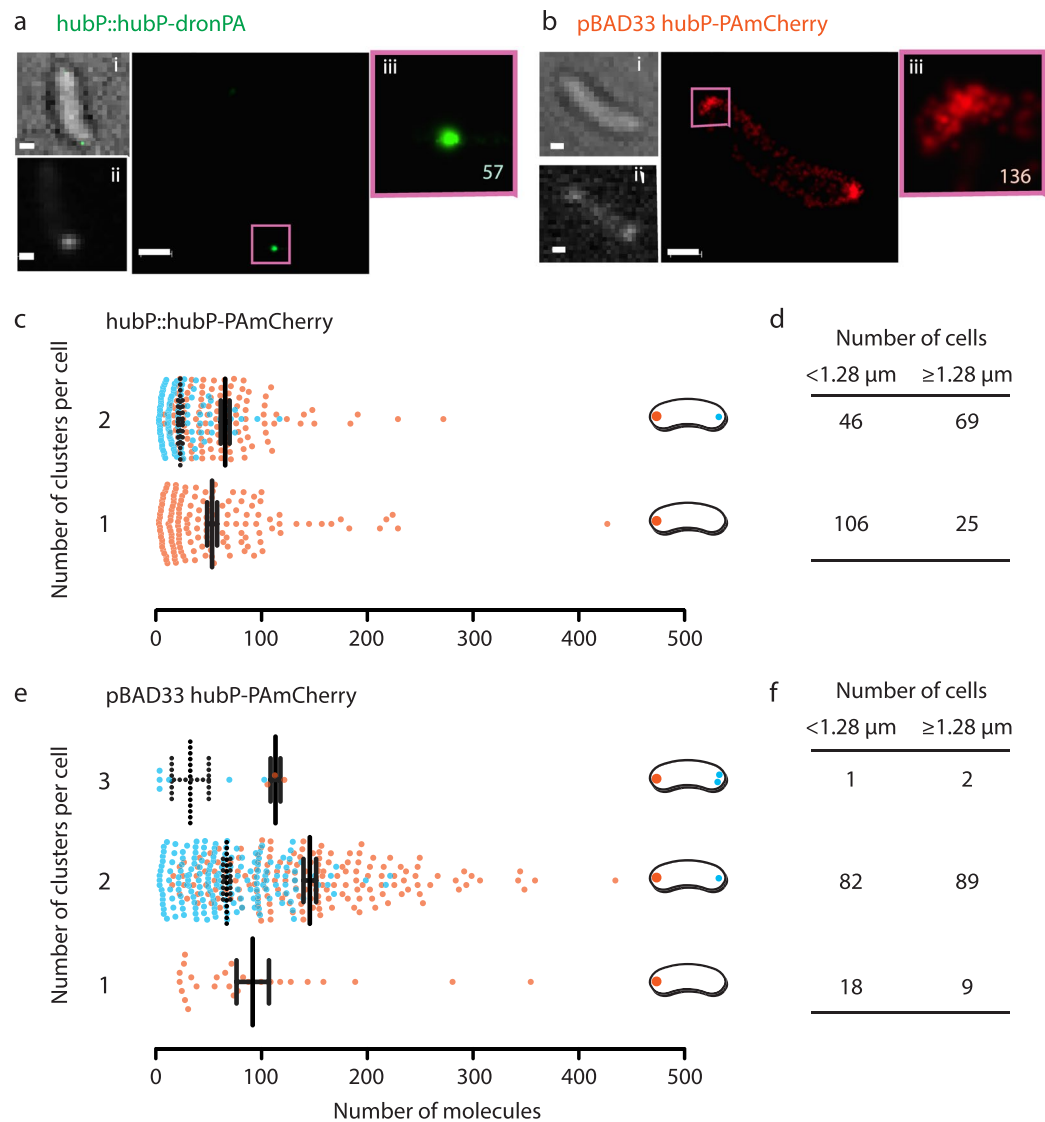 a hubP::hubP-dronPA
i
ii
iii
57
b pBAD33 hubP-PAmCherry
i
ii
iii
136
c hubP::hubP-PAmCherry
Number of clusters per cell
2
1
0 100 200 300 400 500
d
Number of cells
<1.28 µm ≥1.28 µm
46 69
106 25
e pBAD33 hubP-PAmCherry
Number of clusters per cell
3
2
1
0 100 200 300 400 500
Number of molecules
f
Number of cells
<1.28 µm ≥1.28 µm
1 2
82 89
18 9